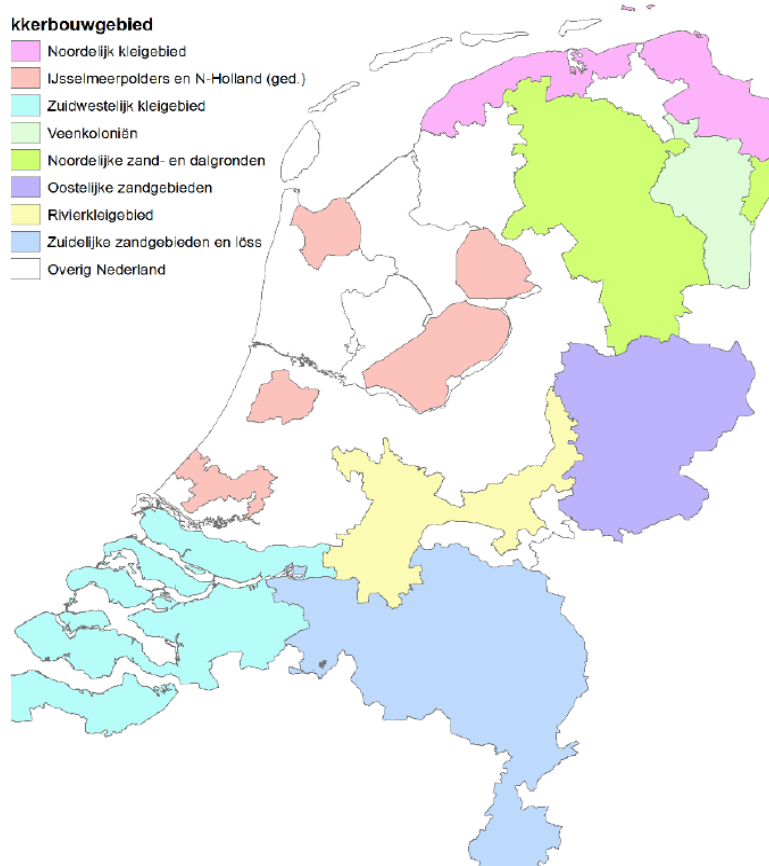 kkerbouwgebied
Noordelijk kleigebied
IJsselmeerpolders en N-Holland (ged.)
Zuidwestelijk kleigebied
Veenkoloniën
Noordelijke zand- en dalgronden
Oostelijke zandgebieden
Rivierkleigebied
Zuidelijke zandgebieden en löss
Overig Nederland